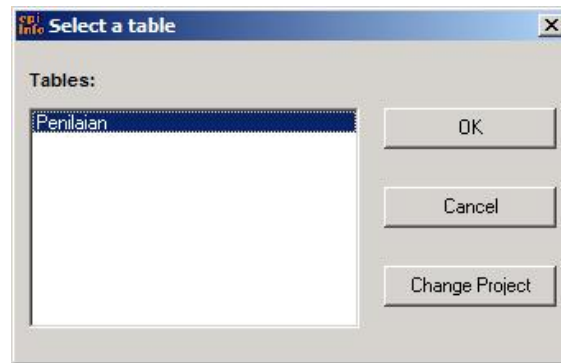 epi
info Select a table
Tables:
Penilaian
OK
Cancel
Change Project